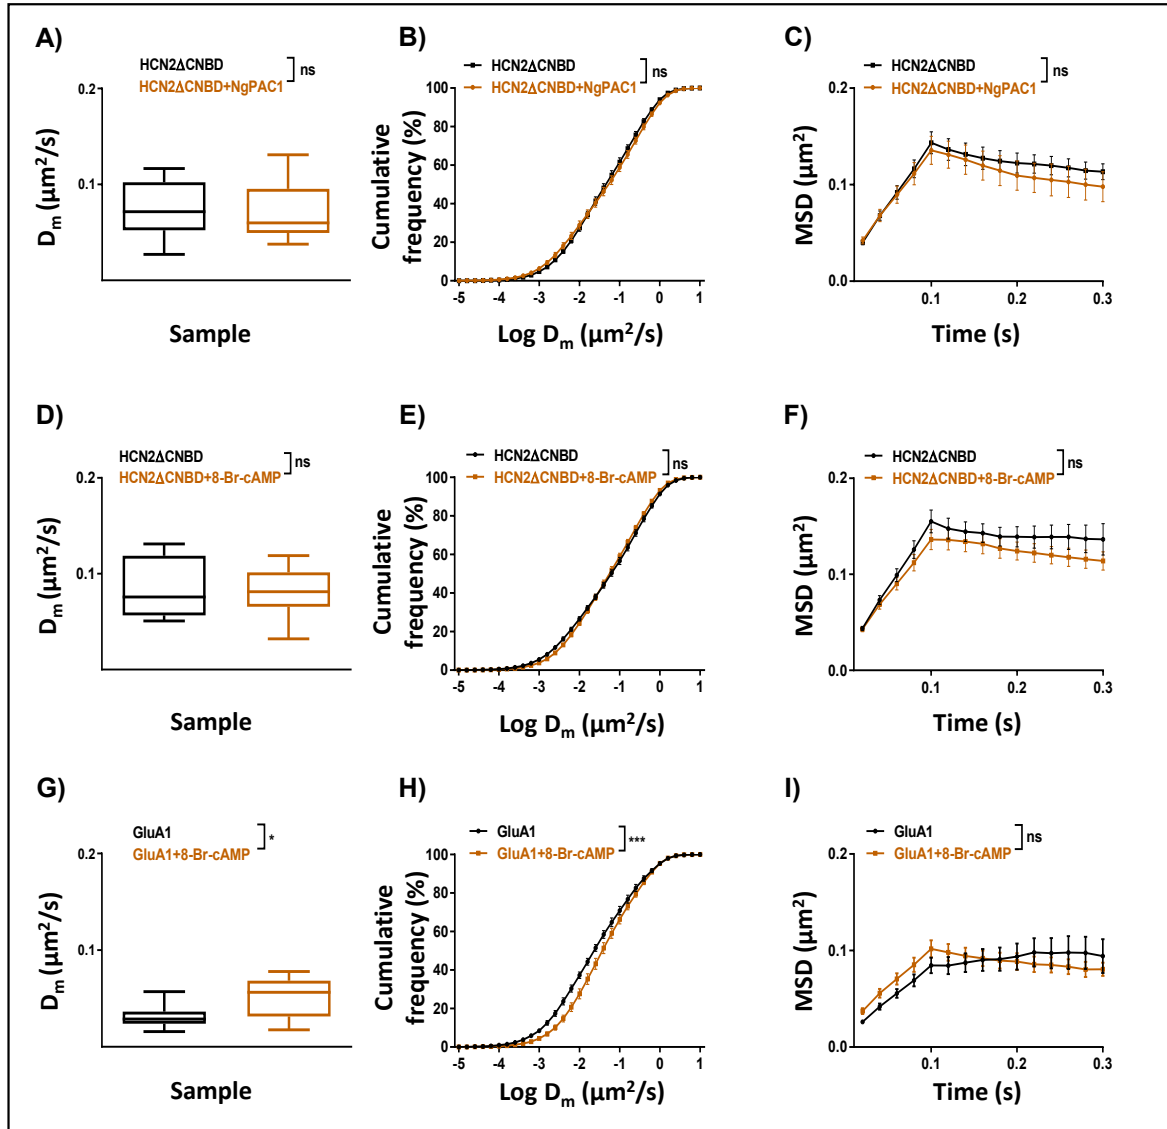 A)
HCN2ΔCNBD
HCN2ΔCNBD+NgPAC1
ns
0.2
0.1
Dm (µm²/s)
Sample
B)
HCN2ΔCNBD
HCN2ΔCNBD+NgPAC1
ns
100
80
60
40
20
0
Cumulative
frequency (%)
-5 -4 -3 -2 -1 0 1
Log Dm (µm²/s)
C)
HCN2ΔCNBD
HCN2ΔCNBD+NgPAC1
ns
0.2
0.1
0.0
MSD (µm²)
0.1 0.2 0.3
Time (s)
D)
HCN2ΔCNBD
HCN2ΔCNBD+8-Br-cAMP
ns
0.2
0.1
Dm (µm²/s)
Sample
E)
HCN2ΔCNBD
HCN2ΔCNBD+8-Br-cAMP
ns
100
80
60
40
20
0
Cumulative
frequency (%)
-5 -4 -3 -2 -1 0 1
Log Dm (µm²/s)
F)
HCN2ΔCNBD
HCN2ΔCNBD+8-Br-cAMP
ns
0.2
0.1
0.0
MSD (µm²)
0.1 0.2 0.3
Time (s)
G)
GluA1
GluA1+8-Br-cAMP
*
0.2
0.1
Dm (µm²/s)
Sample
H)
GluA1
GluA1+8-Br-cAMP
***
100
80
60
40
20
0
Cumulative
frequency (%)
-5 -4 -3 -2 -1 0 1
Log Dm (µm²/s)
I)
GluA1
GluA1+8-Br-cAMP
ns
0.2
0.1
0.0
MSD (µm²)
0.1 0.2 0.3
Time (s)